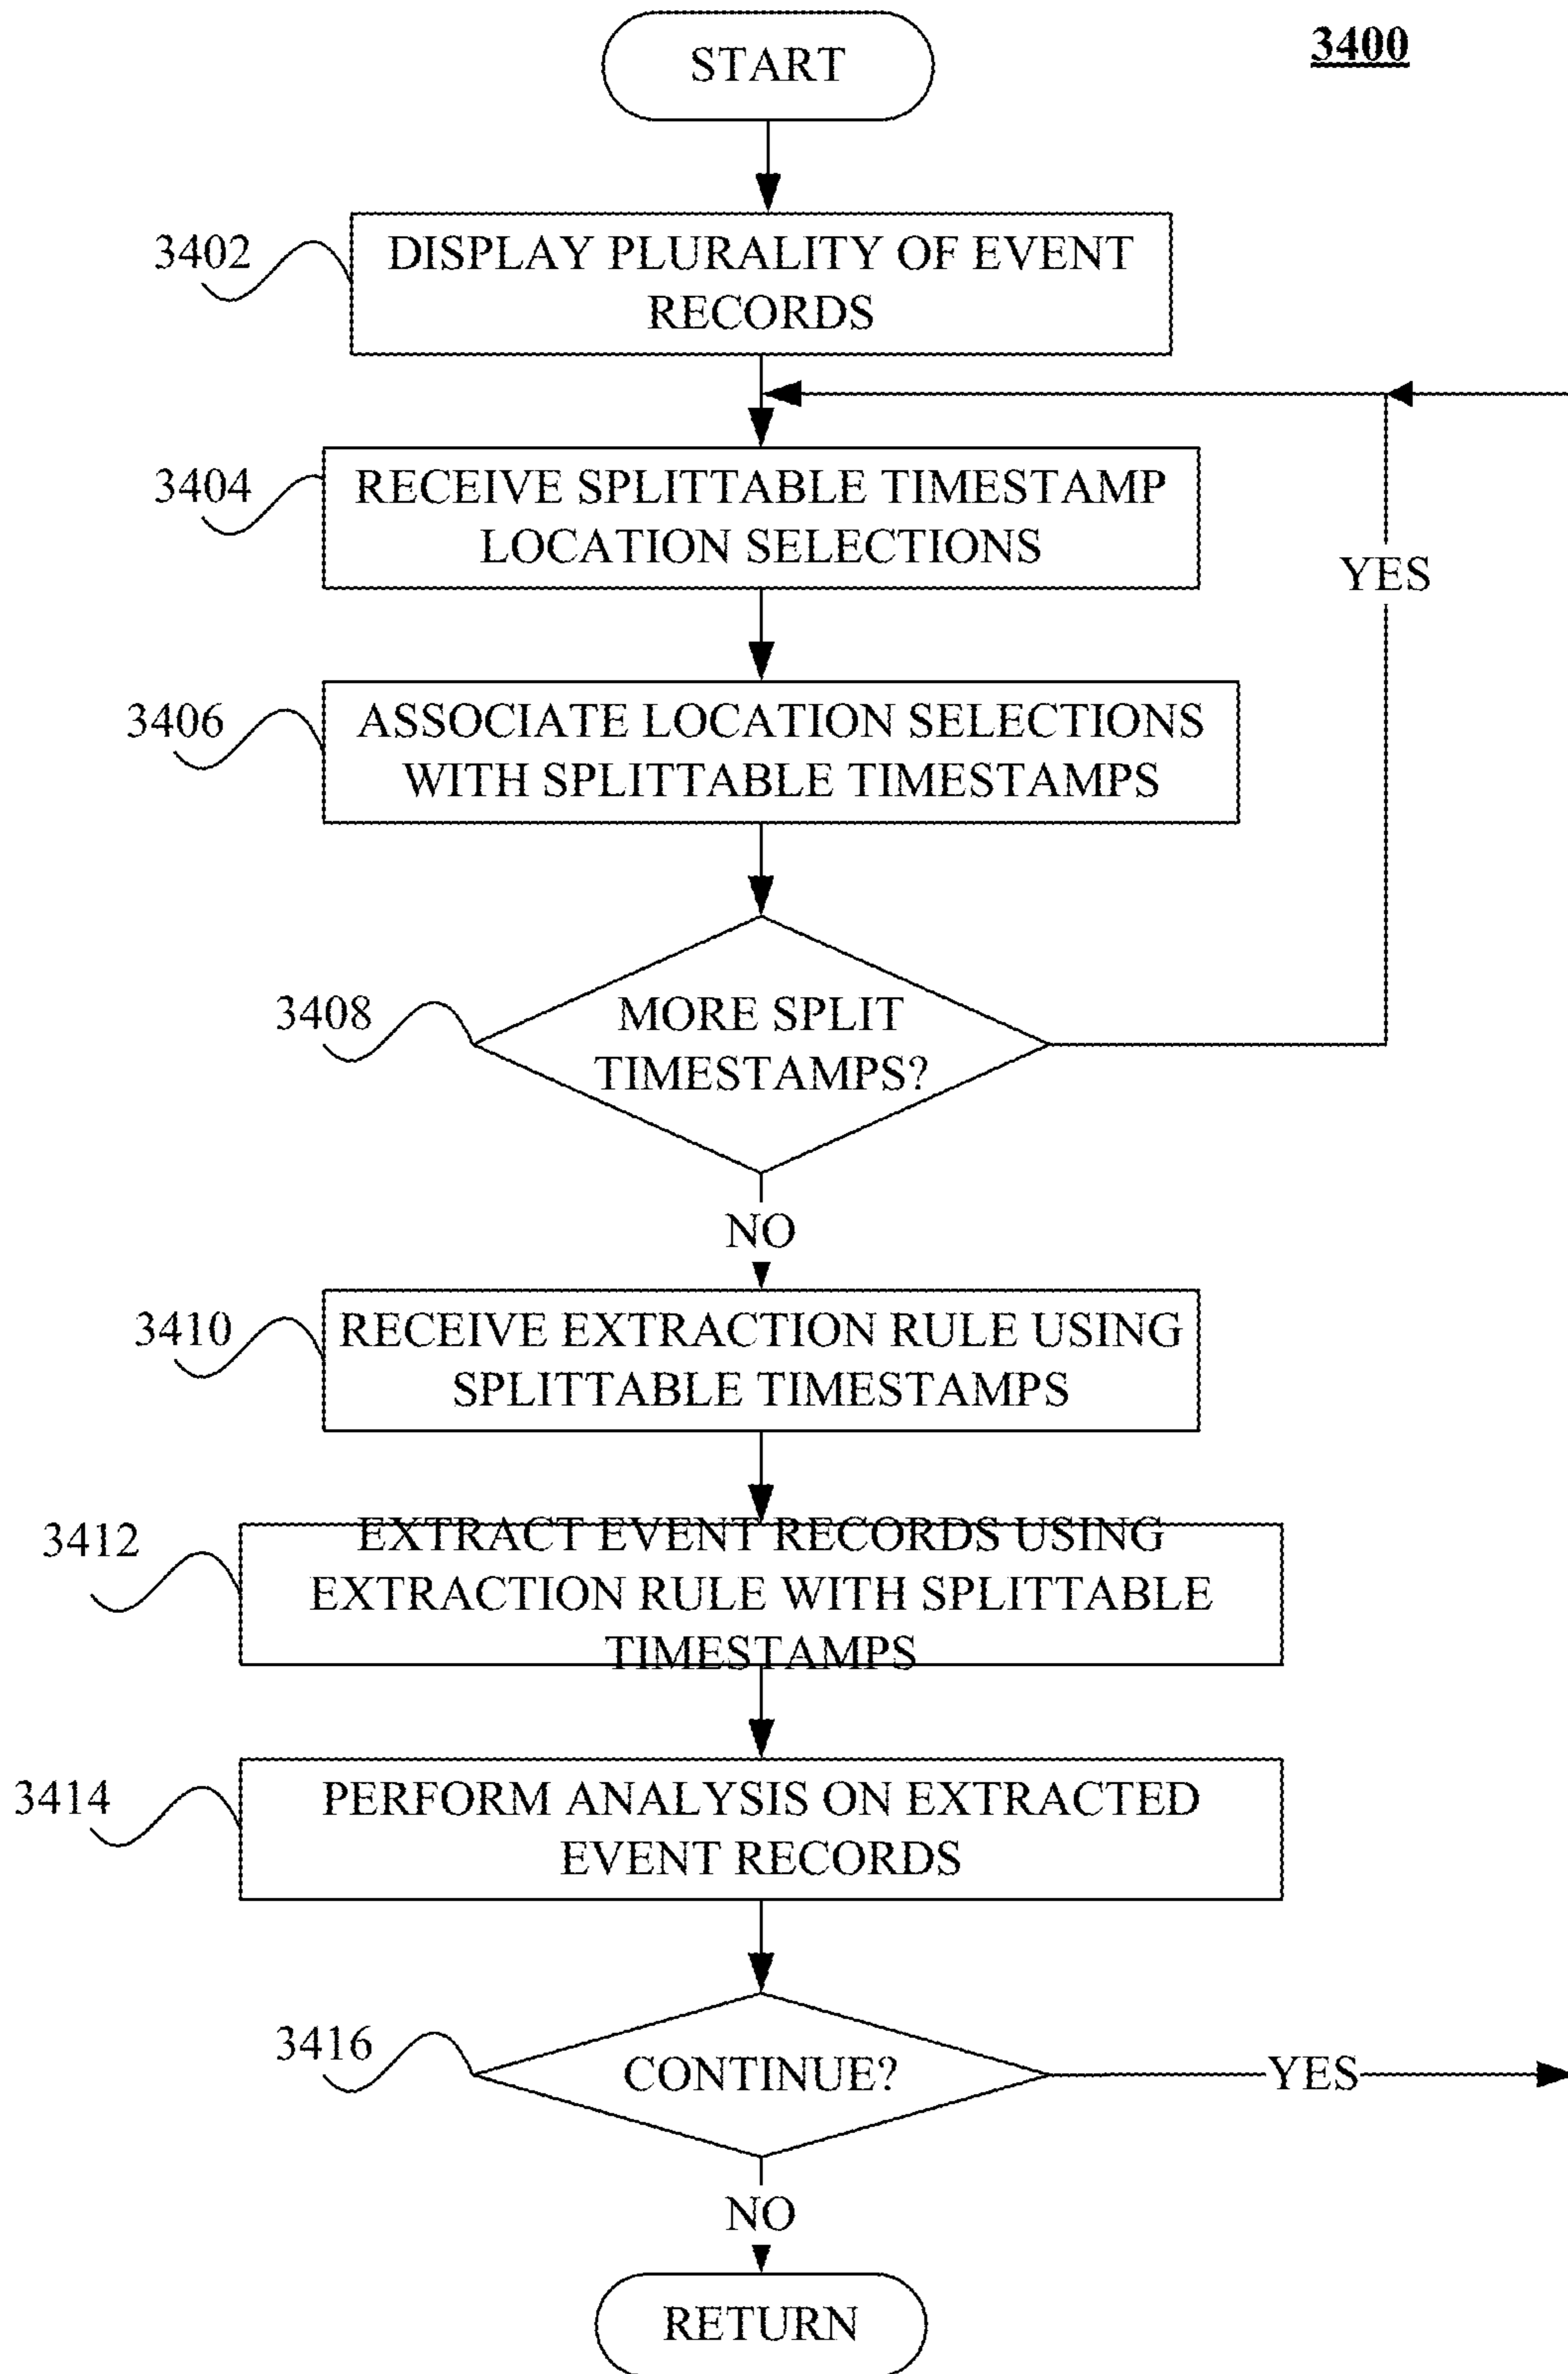 START
3400
3402
DISPLAY PLURALITY OF EVENT
RECORDS
3404
RECEIVE SPLITTABLE TIMESTAMP
LOCATION SELECTIONS
YES
3406
ASSOCIATE LOCATION SELECTIONS
WITH SPLITTABLE TIMESTAMPS
3408
MORE SPLIT
TIMESTAMPS?
NO
3410
RECEIVE EXTRACTION RULE USING
SPLITTABLE TIMESTAMPS
3412
EXTRACT EVENT RECORDS USING
EXTRACTION RULE WITH SPLITTABLE
TIMESTAMPS
3414
PERFORM ANALYSIS ON EXTRACTED
EVENT RECORDS
3416
CONTINUE?
YES
NO
RETURN